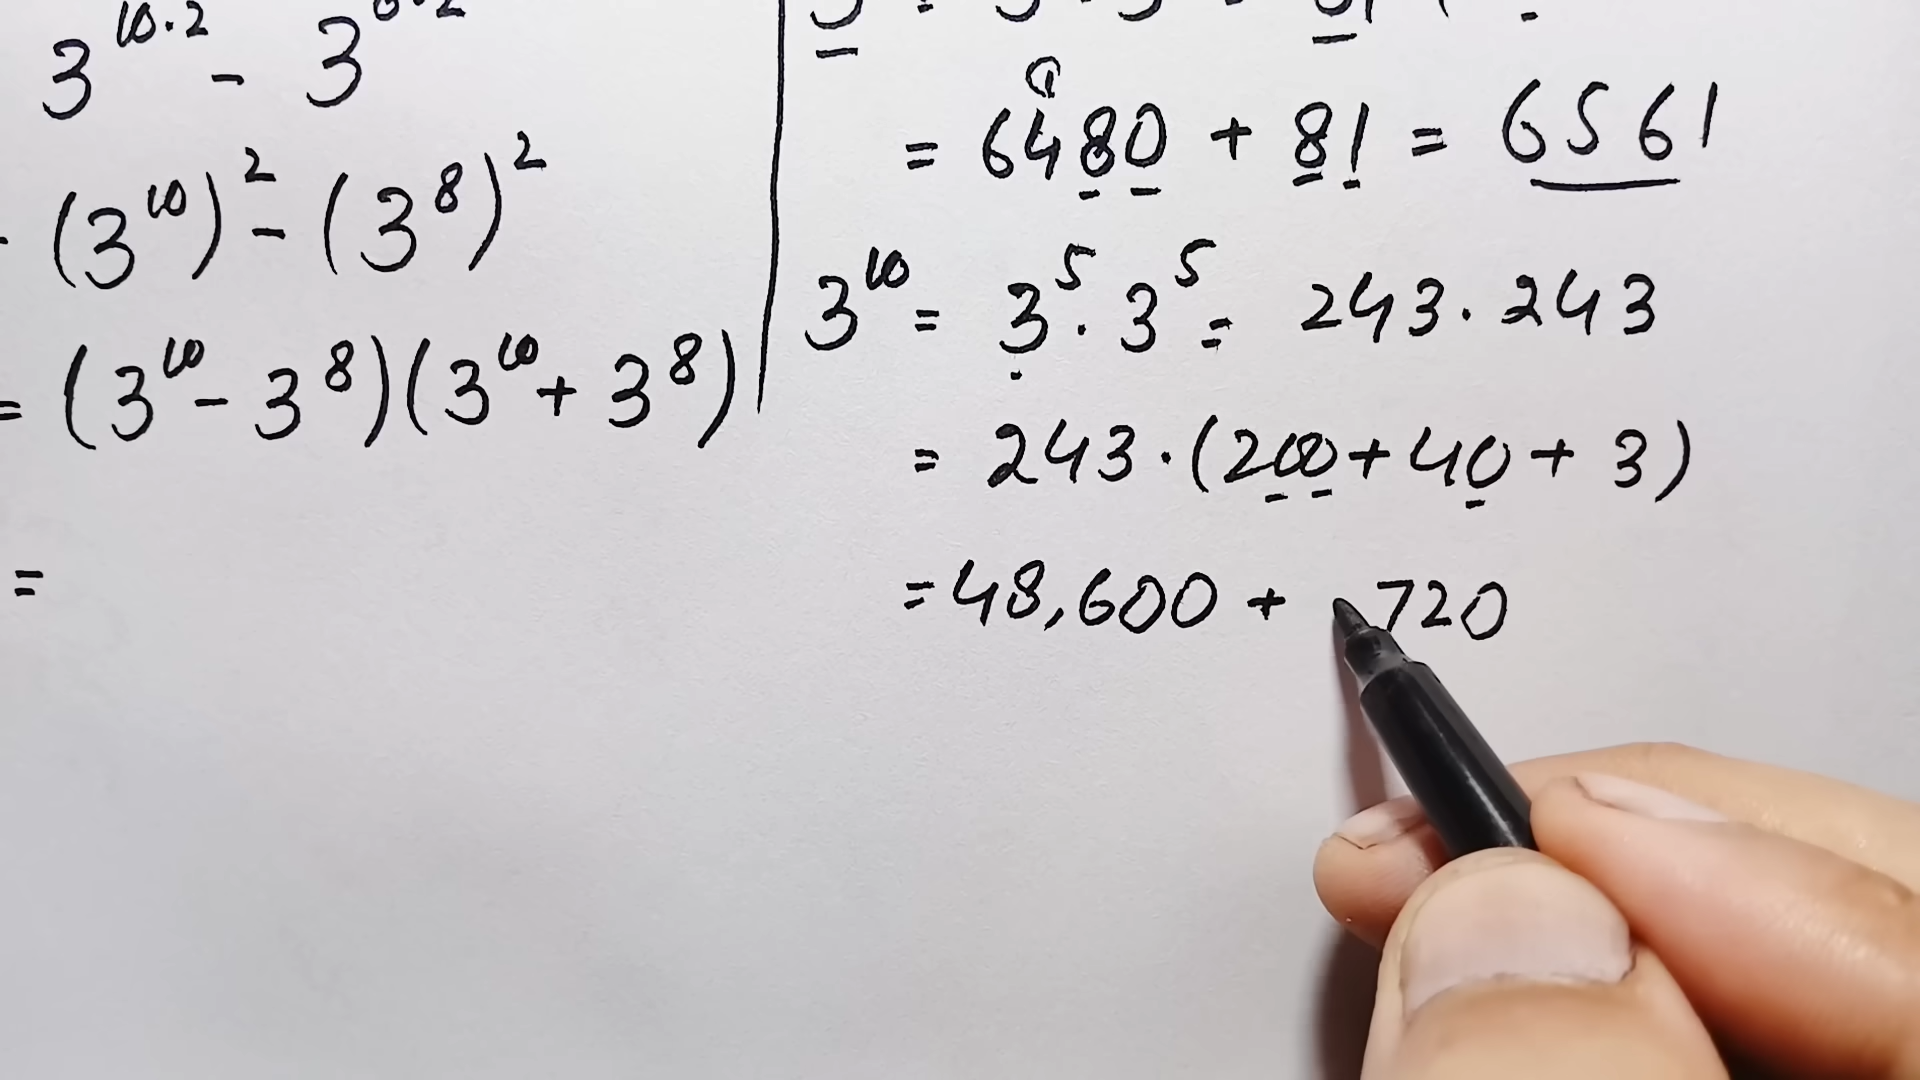 3^10·2 - 3^8·2
(3^10)^2 - (3^8)^2
= (3^10 - 3^8)(3^10 + 3^8)
=
= 6480 + 81 = 6561
3^10 = 3^5 · 3^5 = 243 · 243
= 243 · (200 + 40 + 3)
= 48,600 + 720